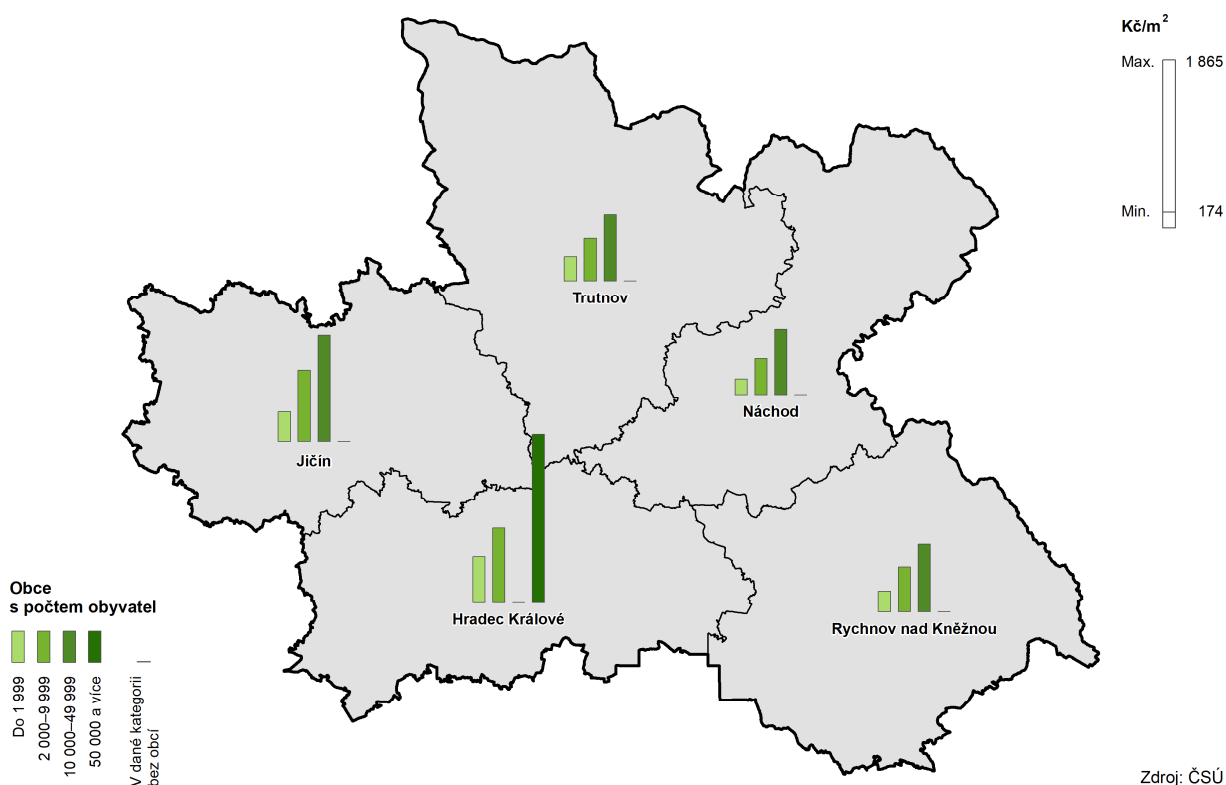 Kč/m²
Max. 1 865
Min. 174
Trutnov
Náchod
Jičín
Hradec Králové
Rychnov nad Kněžnou
Obce
s počtem obyvatel
Do 1 999
2 000–9 999
10 000–49 999
50 000 a více
V dané kategorii
bez obcí
Zdroj: ČSÚ